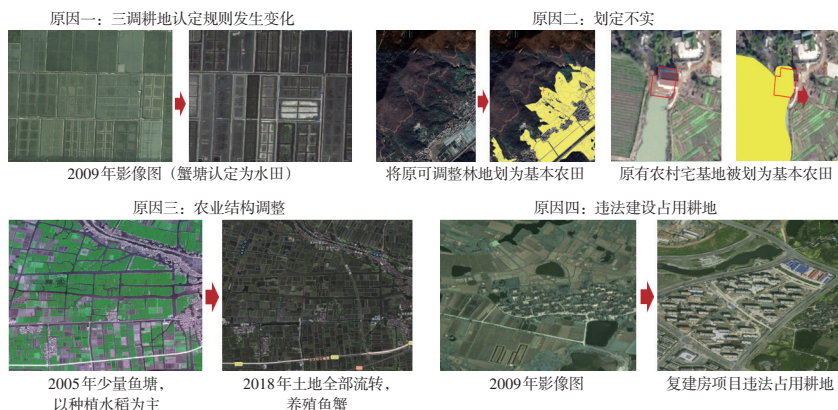 原因一：三调耕地认定规则发生变化
原因二：划定不实
2009年影像图（蟹塘认定为水田）
将原可调整林地划为基本农田
原有农村宅基地被划为基本农田
原因三：农业结构调整
原因四：违法建设占用耕地
2005年少量鱼塘，
以种植水稻为主
2018年土地全部流转，
养殖鱼蟹
2009年影像图
复建房项目违法占用耕地